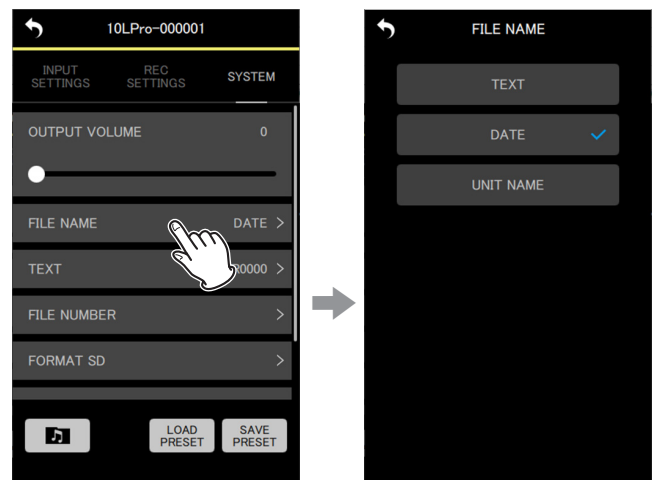 10LPro-000001
INPUT
SETTINGS
REC
SETTINGS
SYSTEM
OUTPUT VOLUME 0
FILE NAME DATE >
TEXT R0000 >
FILE NUMBER >
FORMAT SD >
LOAD
PRESET
SAVE
PRESET
FILE NAME
TEXT
DATE
UNIT NAME